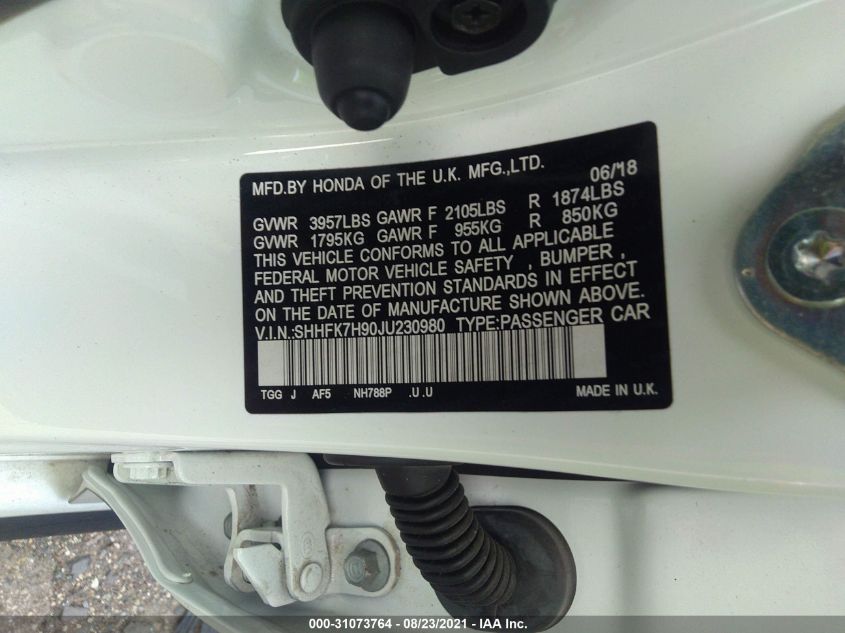 MFD.BY HONDA OF THE U.K. MFG.,LTD. 06/'18
GVWR 3957LBS GAWR F 2105LBS R 1874LBS
GVWR 1795KG GAWR F 955KG R 850KG
THIS VEHICLE CONFORMS TO ALL APPLICABLE
FEDERAL MOTOR VEHICLE SAFETY , BUMPER ,
AND THEFT PREVENTION STANDARDS IN EFFECT
ON THE DATE OF MANUFACTURE SHOWN ABOVE.
V.I.N.:SHHFK7H90JU230980 TYPE:PASSENGER CAR
TGG J AF5 NH788P .U .U MADE IN U.K.
000-31073764 - 08/23/2021 - IAA Inc.